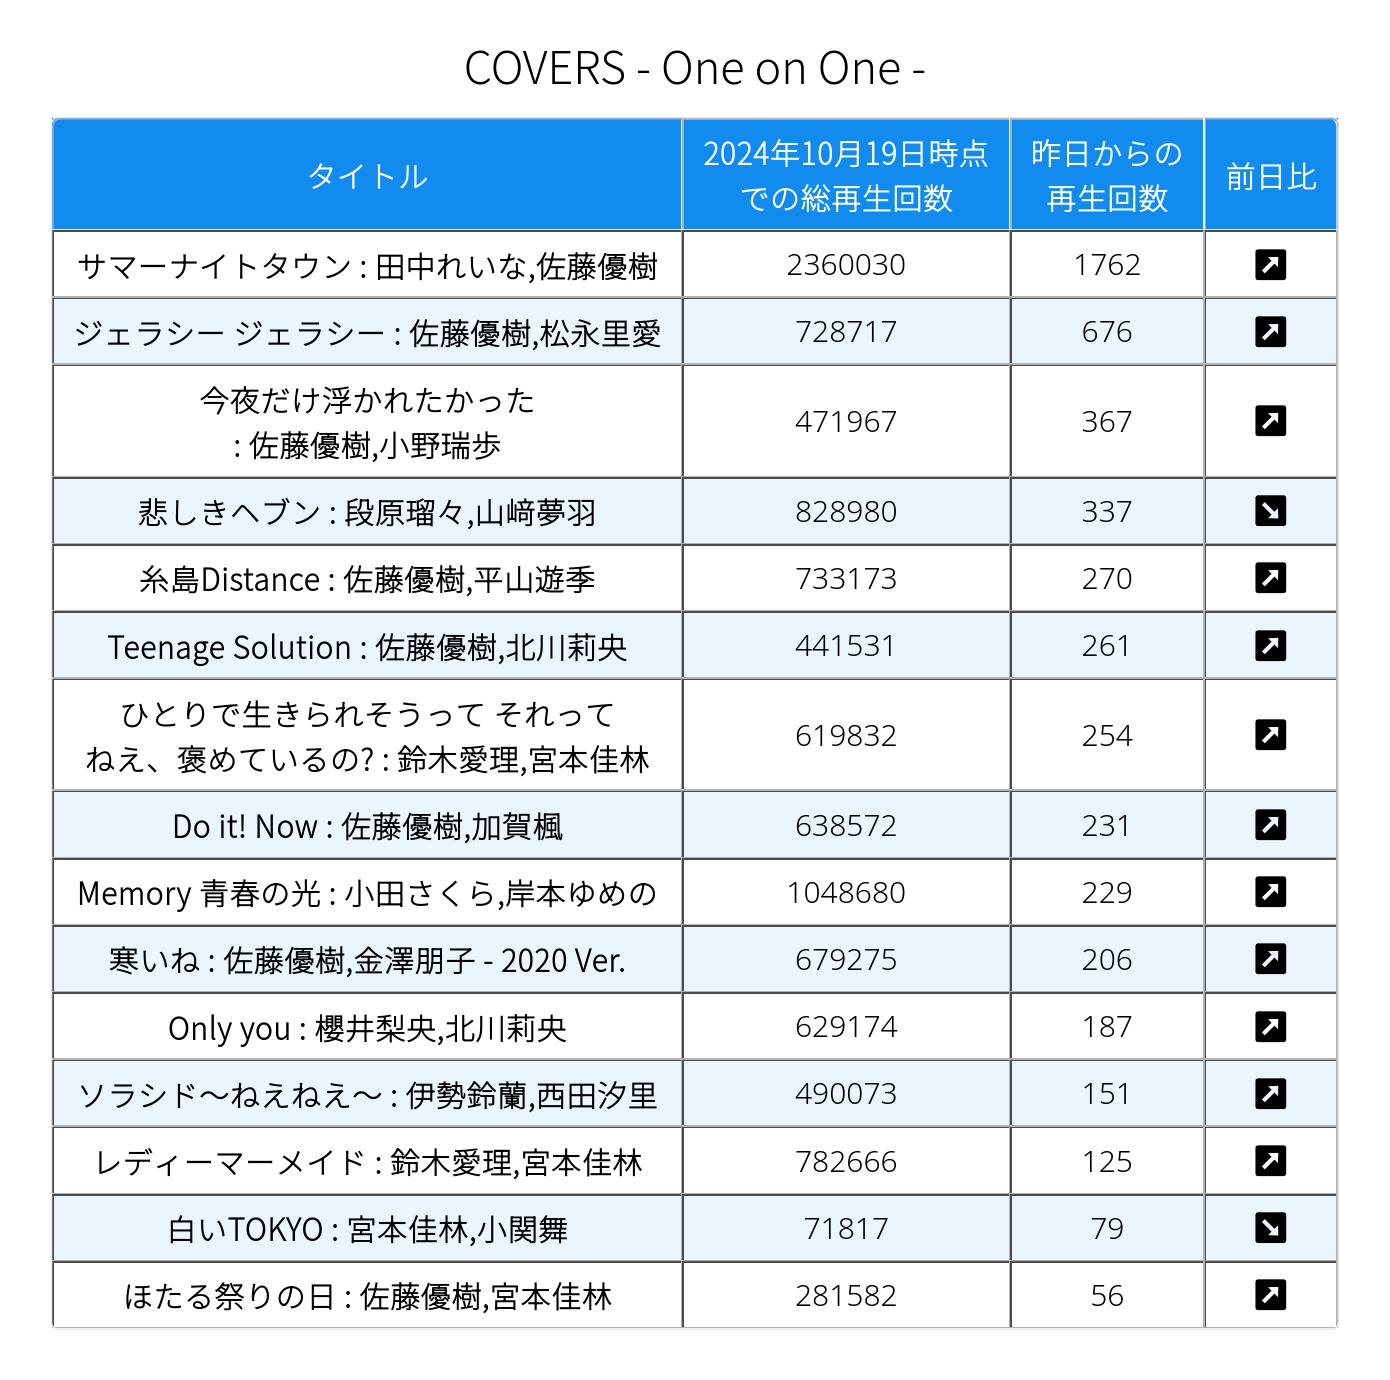 COVERS - One on One -
タイトル
2024年10月19日時点
での総再生回数
昨日からの
再生回数
前日比
サマーナイトタウン : 田中れいな,佐藤優樹
2360030
1762
ジェラシー ジェラシー : 佐藤優樹,松永里愛
728717
676
今夜だけ浮かれたかった
: 佐藤優樹,小野瑞歩
471967
367
悲しきヘブン : 段原瑠々,山﨑夢羽
828980
337
糸島Distance : 佐藤優樹,平山遊季
733173
270
Teenage Solution : 佐藤優樹,北川莉央
441531
261
ひとりで生きられそうって それって
ねえ、褒めているの? : 鈴木愛理,宮本佳林
619832
254
Do it! Now : 佐藤優樹,加賀楓
638572
231
Memory 青春の光 : 小田さくら,岸本ゆめの
1048680
229
寒いね : 佐藤優樹,金澤朋子 - 2020 Ver.
679275
206
Only you : 櫻井梨央,北川莉央
629174
187
ソラシド〜ねえねえ〜 : 伊勢鈴蘭,西田汐里
490073
151
レディーマーメイド : 鈴木愛理,宮本佳林
782666
125
白いTOKYO : 宮本佳林,小関舞
71817
79
ほたる祭りの日 : 佐藤優樹,宮本佳林
281582
56